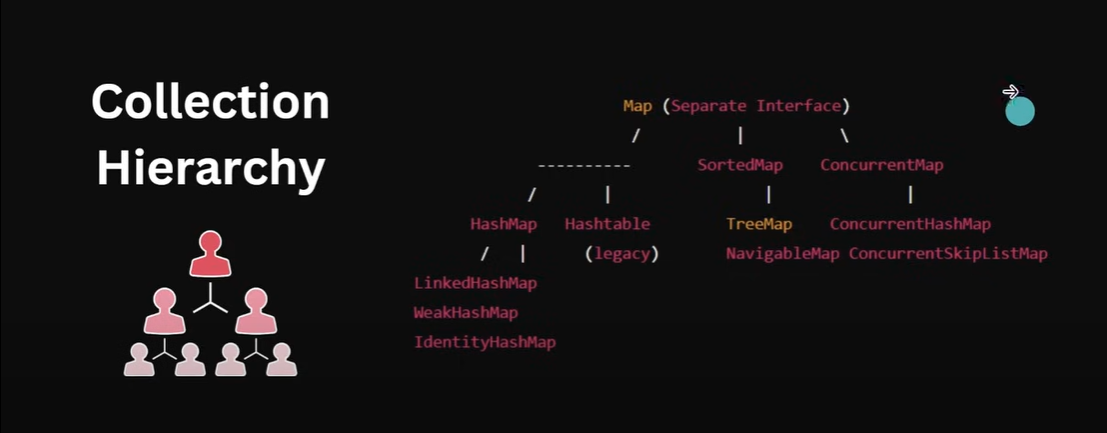 Collection
Hierarchy
Map (Separate Interface)
/ | \
---------- SortedMap ConcurrentMap
/ | | |
HashMap Hashtable TreeMap ConcurrentHashMap
/ | (legacy) NavigableMap ConcurrentSkipListMap
LinkedHashMap
WeakHashMap
IdentityHashMap